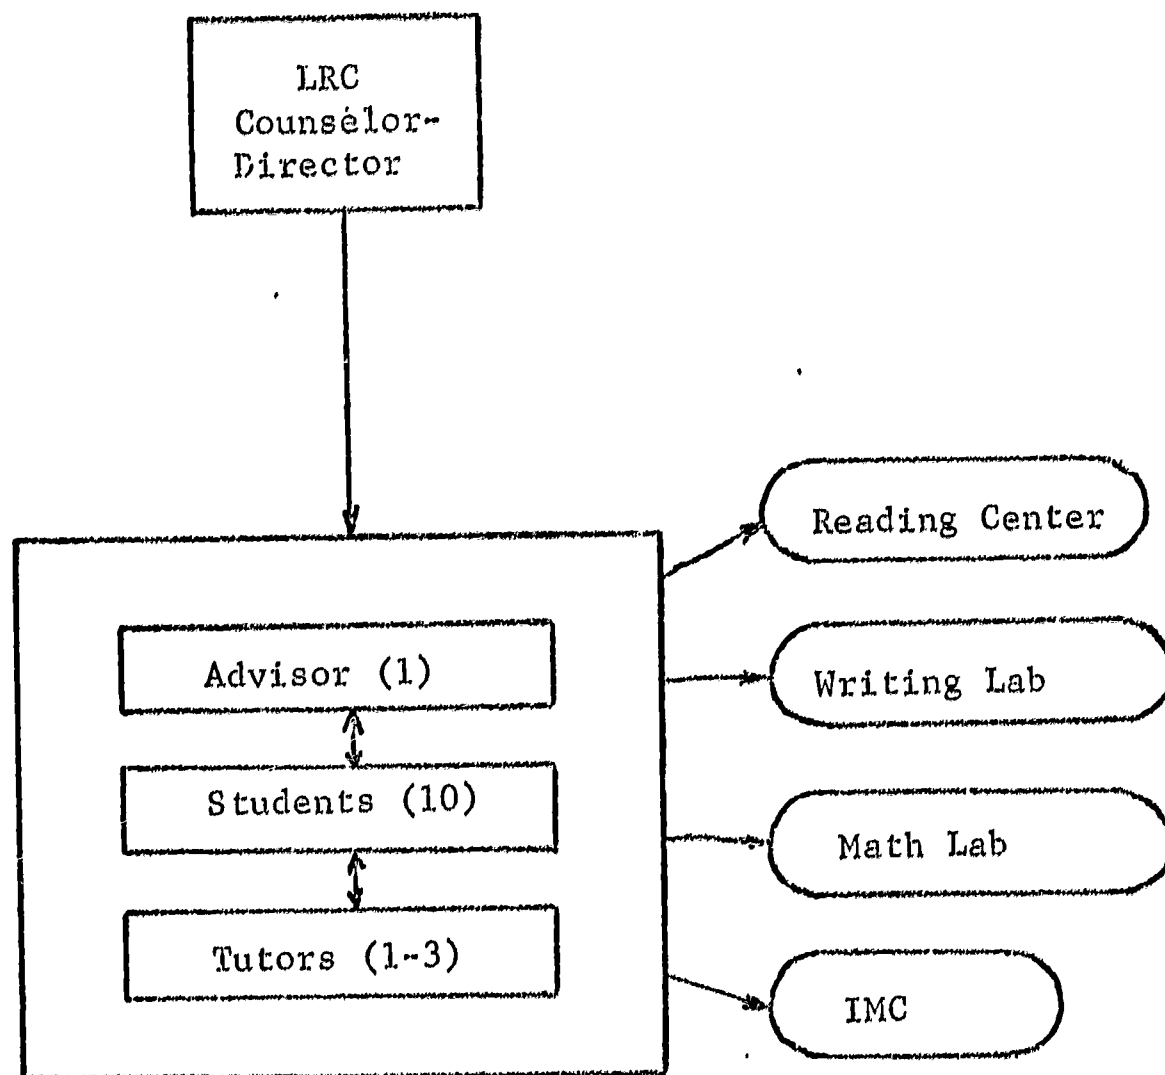 LRC
Counselor-
Director
Reading Center
Advisor (1)
Writing Lab
Students (10)
Math Lab
Tutors (1-3)
IMC